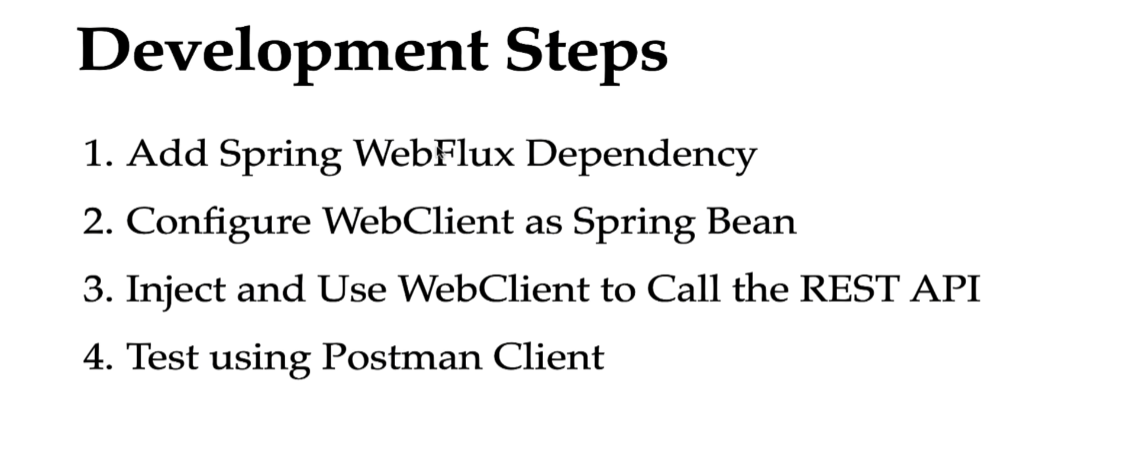 Development Steps
1. Add Spring WebFlux Dependency
2. Configure WebClient as Spring Bean
3. Inject and Use WebClient to Call the REST API
4. Test using Postman Client